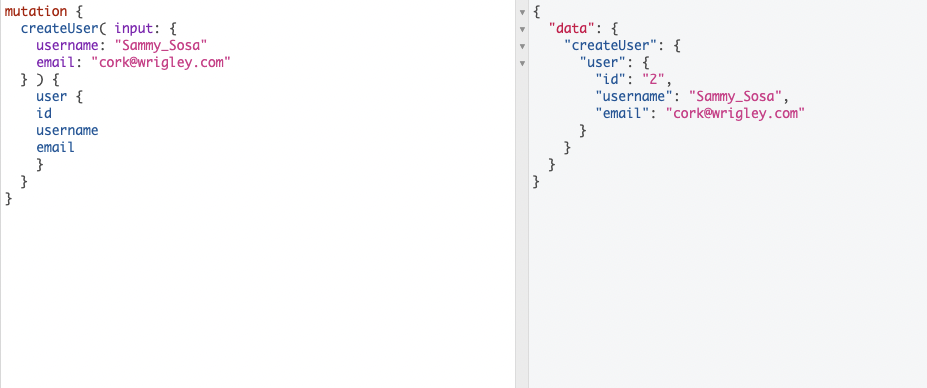 mutation {
createUser( input: {
username: "Sammy_Sosa"
email: "cork@wrigley.com"
} ) {
user {
id
username
email
}
}
}
{
"data": {
"createUser": {
"user": {
"id": "2",
"username": "Sammy_Sosa",
"email": "cork@wrigley.com"
}
}
}
}